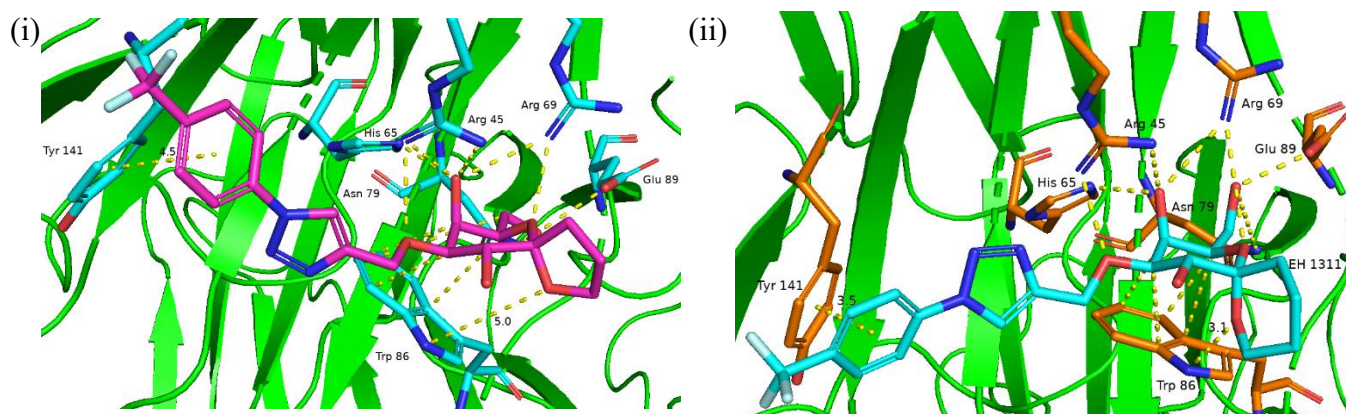 (i)
Tyr 141
4.5
His 65
Arg 45
Arg 69
Asn 79
Glu 89
5.0
Trp 86
(ii)
Arg 69
Arg 45
Glu 89
His 65
Asn 79
Tyr 141
3.5
EH 1311
3.1
Trp 86